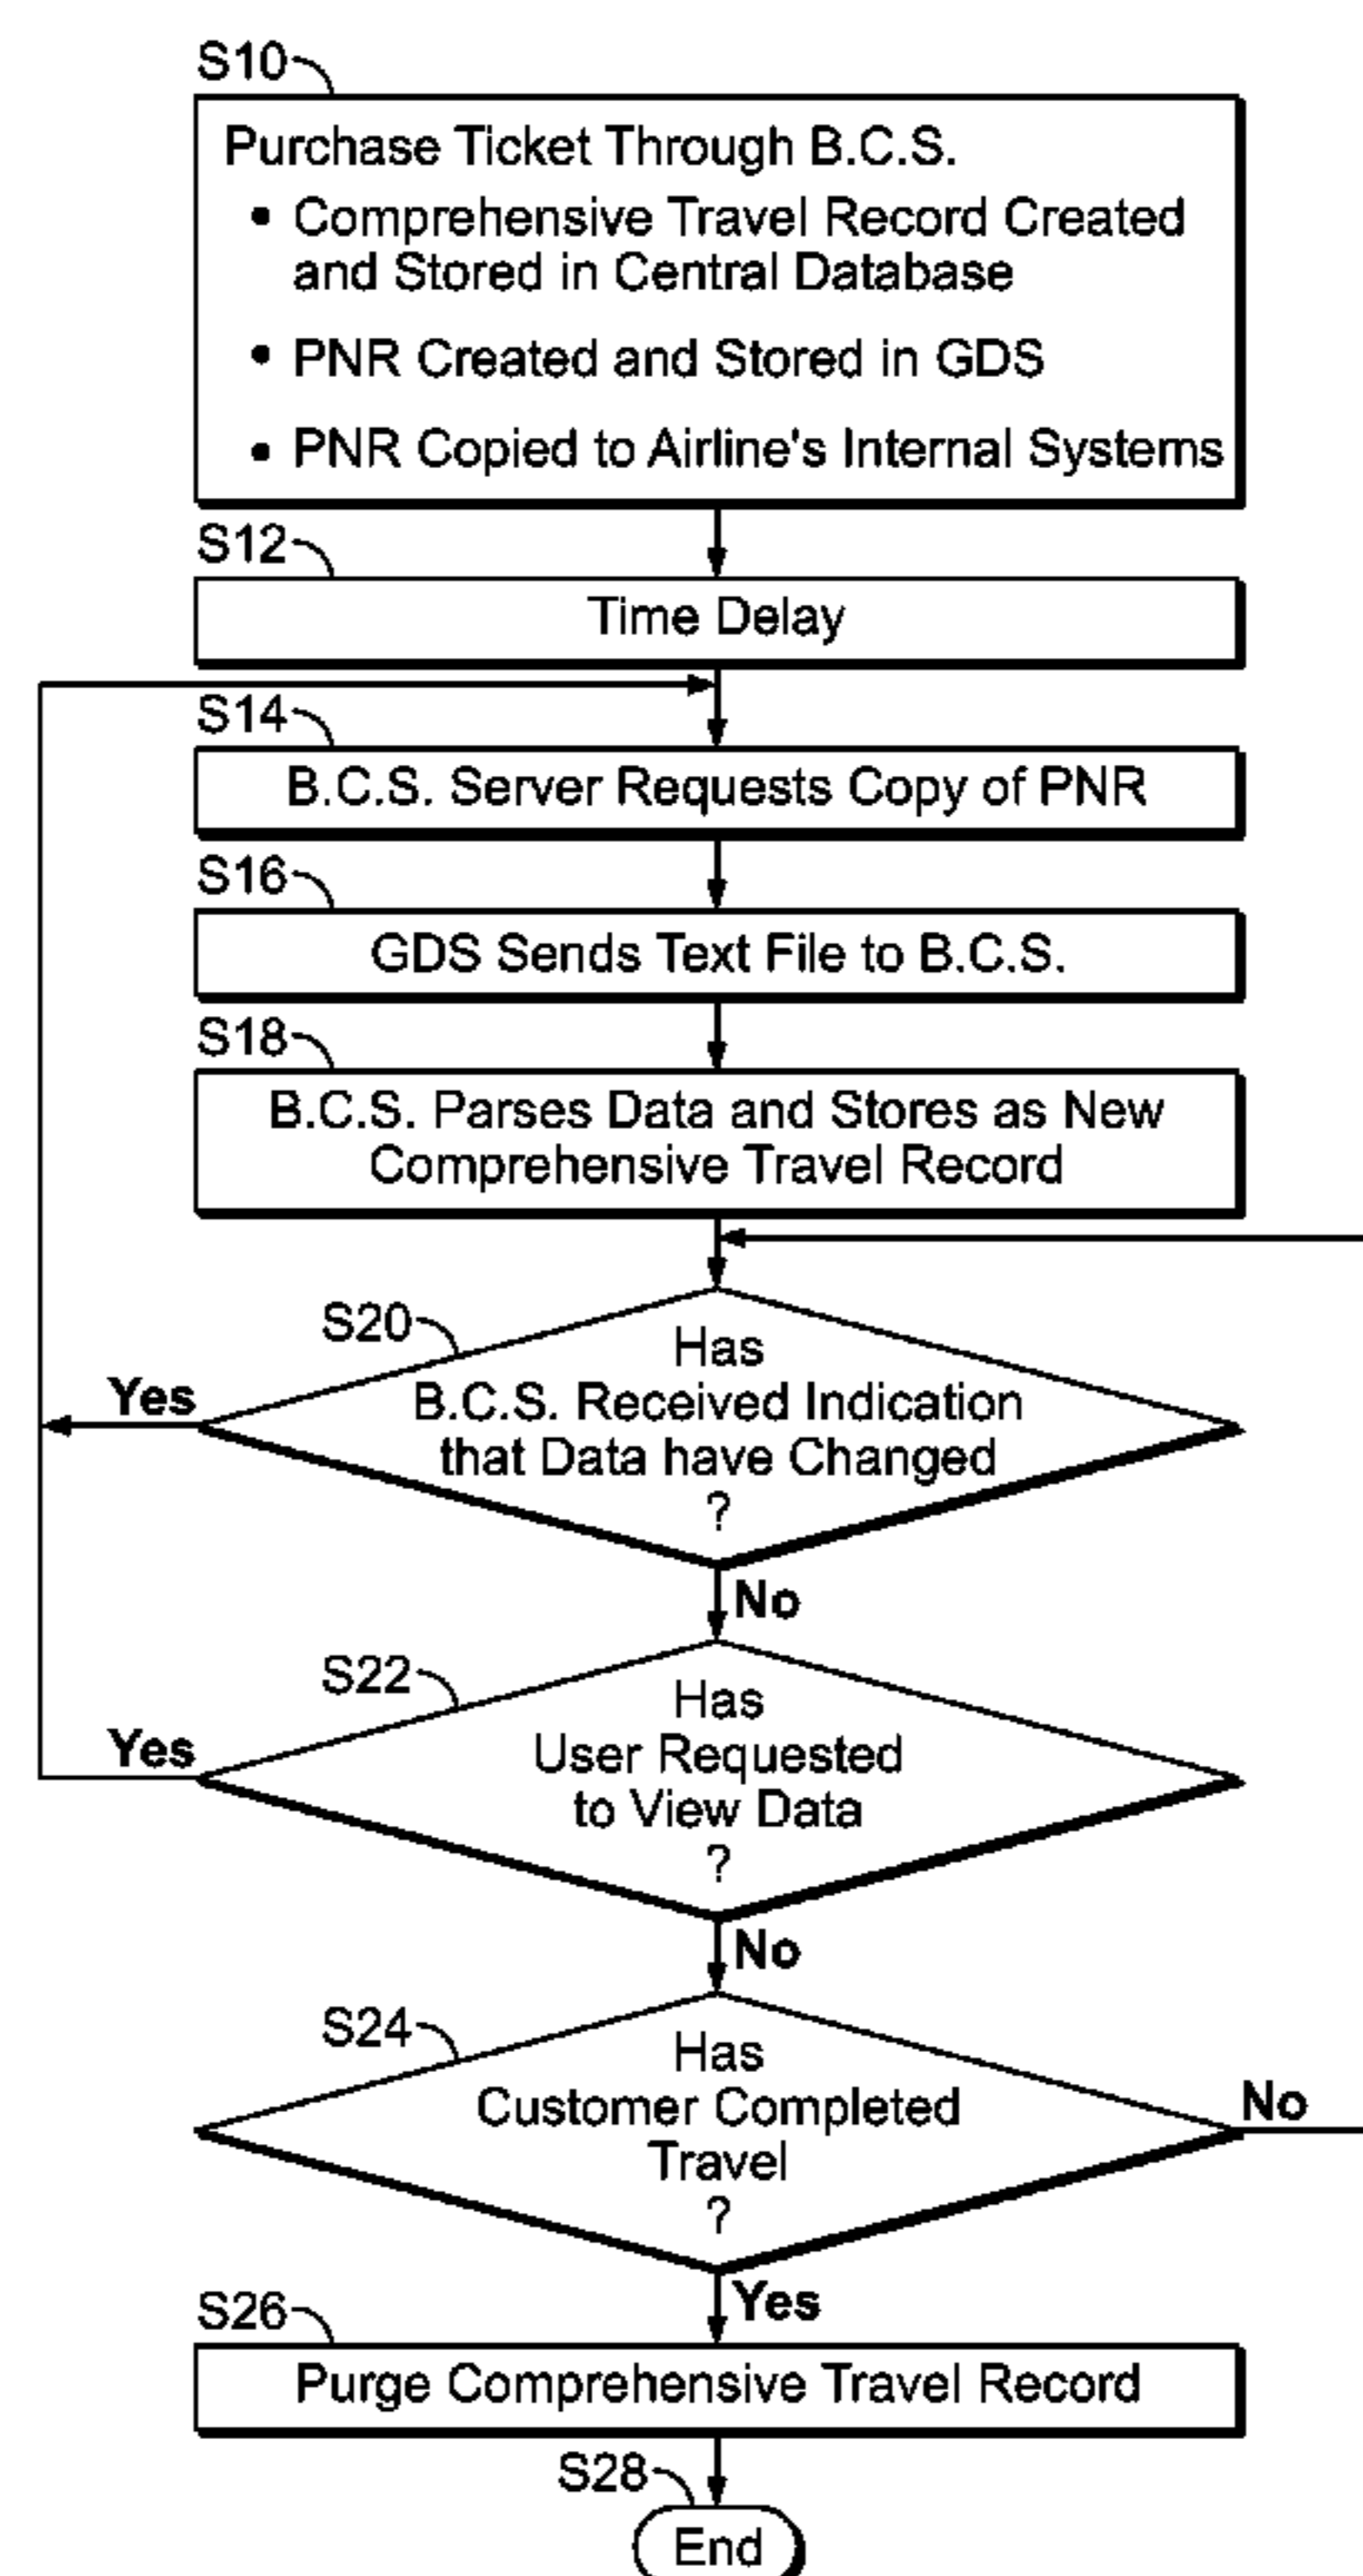 S10
Purchase Ticket Through B.C.S.
• Comprehensive Travel Record Created
and Stored in Central Database
• PNR Created and Stored in GDS
• PNR Copied to Airline's Internal Systems
S12
Time Delay
S14
B.C.S. Server Requests Copy of PNR
S16
GDS Sends Text File to B.C.S.
S18
B.C.S. Parses Data and Stores as New
Comprehensive Travel Record
S20
Has
B.C.S. Received Indication
that Data have Changed
?
Yes
No
S22
Has
User Requested
to View Data
?
Yes
No
S24
Has
Customer Completed
Travel
?
No
Yes
S26
Purge Comprehensive Travel Record
S28
End